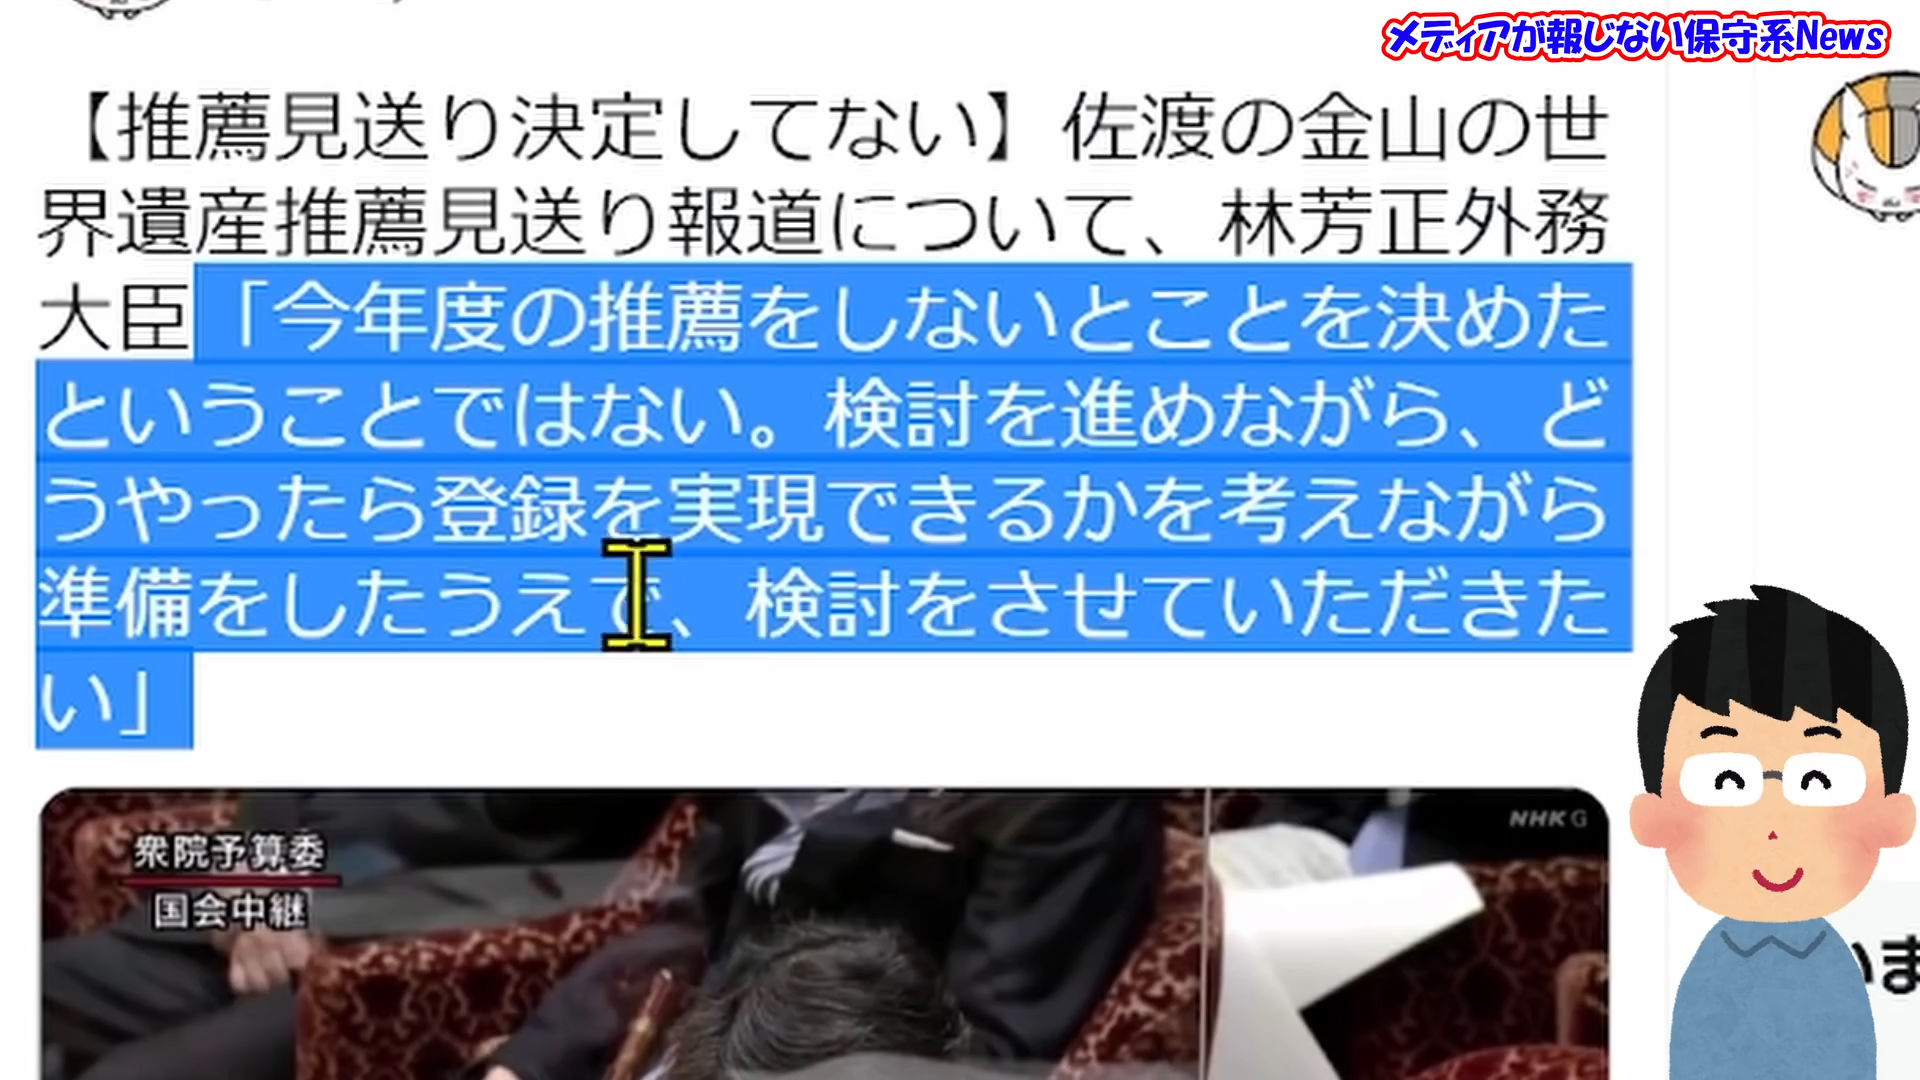 メディアが報じない保守系News
【推薦見送り決定してない】佐渡の金山の世
界遺産推薦見送り報道について、林芳正外務
大臣「今年度の推薦をしないとことを決めた
ということではない。検討を進めながら、ど
うやったら登録を実現できるかを考えながら
準備をしたうえで、検討をさせていただきた
い」
衆院予算委
国会中継
NHK G